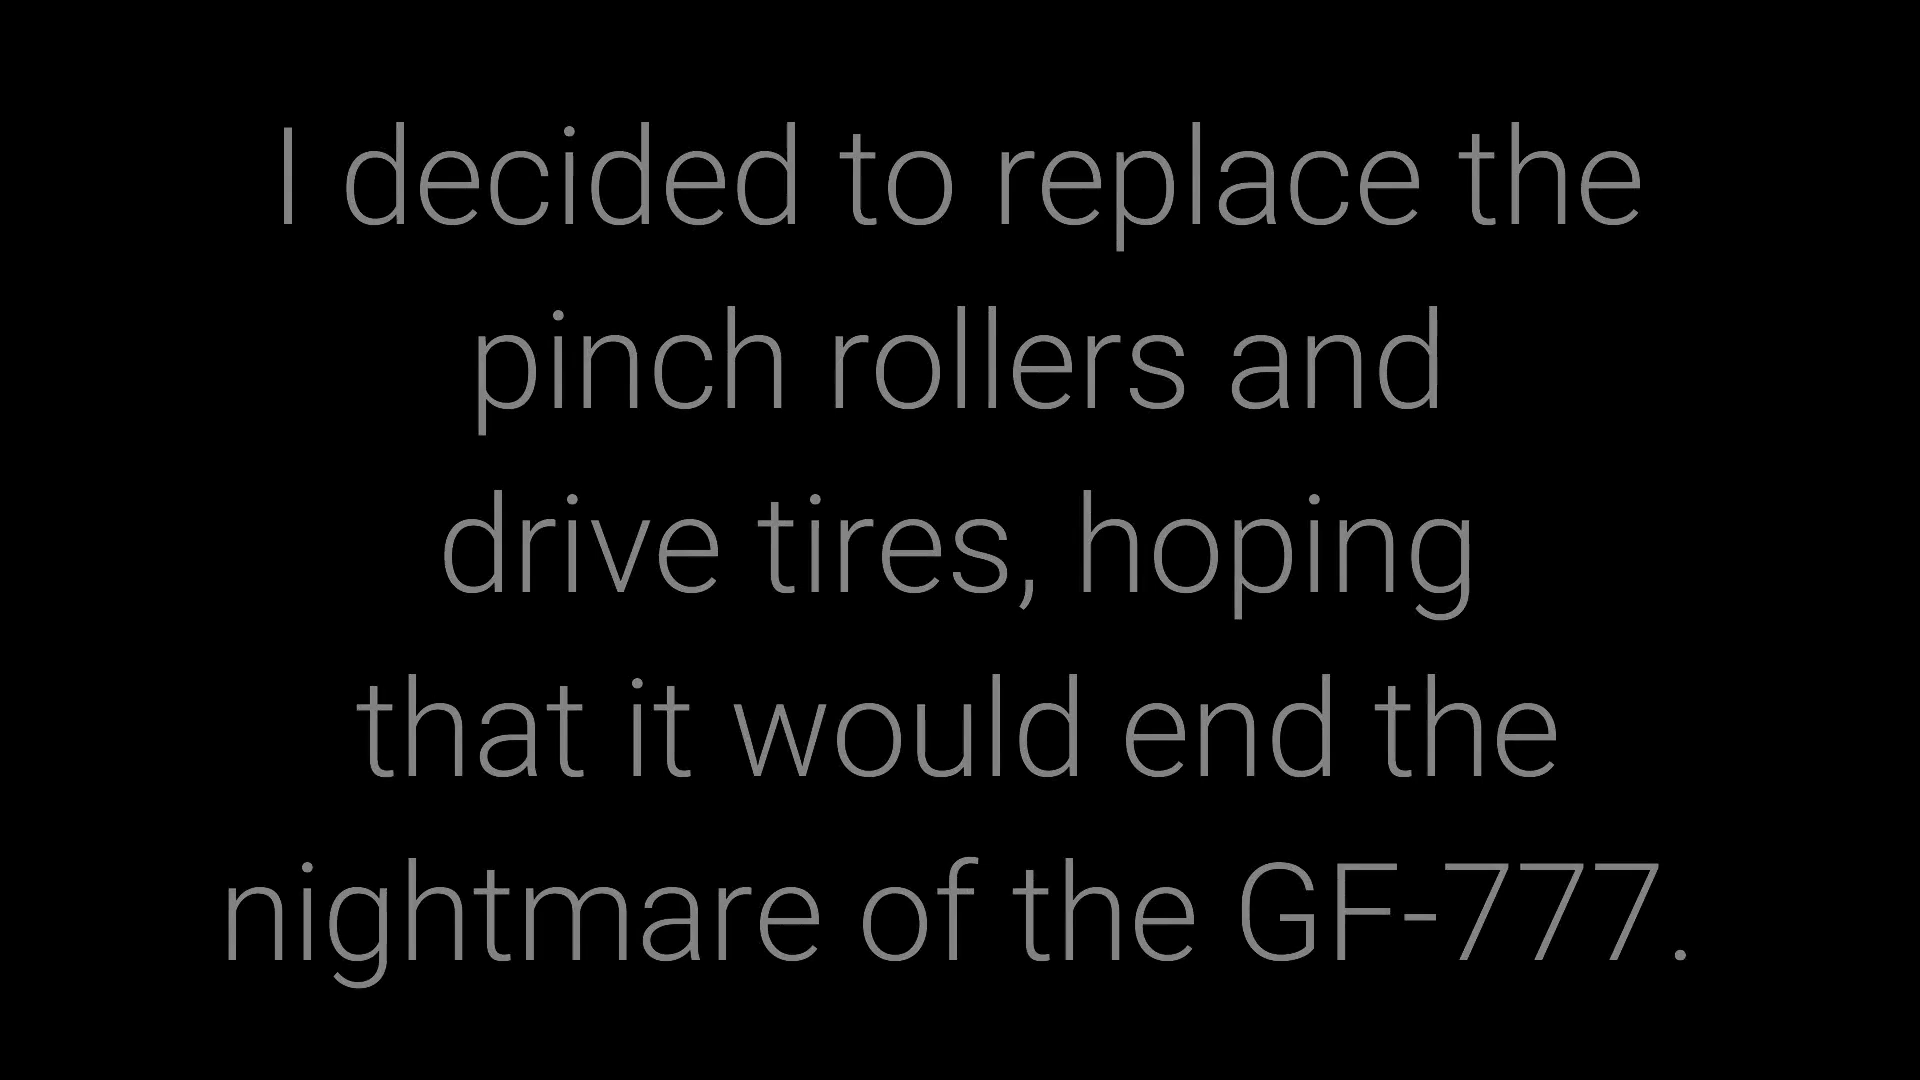 I decided to replace the
pinch rollers and
drive tires, hoping
that it would end the
nightmare of the GF-777.